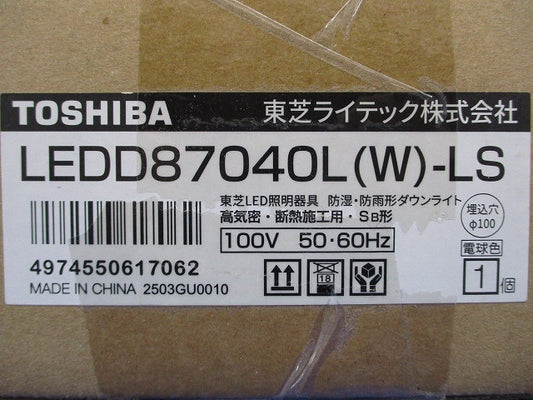 TOSHIBA 東芝ライテック株式会社
LEDD87040L(W)-LS
東芝LED照明器具 防湿・防雨形ダウンライト
高気密・断熱施工用・SB形
埋込穴
φ100
100V 50・60Hz
電球色
4974550617062
18
1個
MADE IN CHINA 2503GU0010